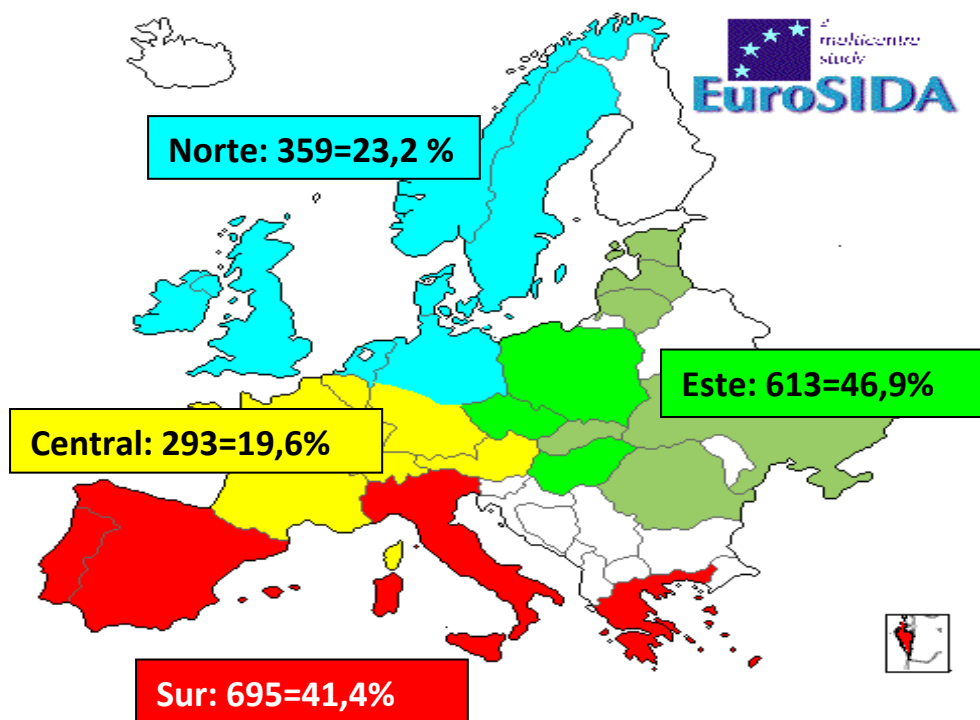 a
multicentre
study
EuroSIDA
Norte: 359=23,2 %
Este: 613=46,9%
Central: 293=19,6%
Sur: 695=41,4%